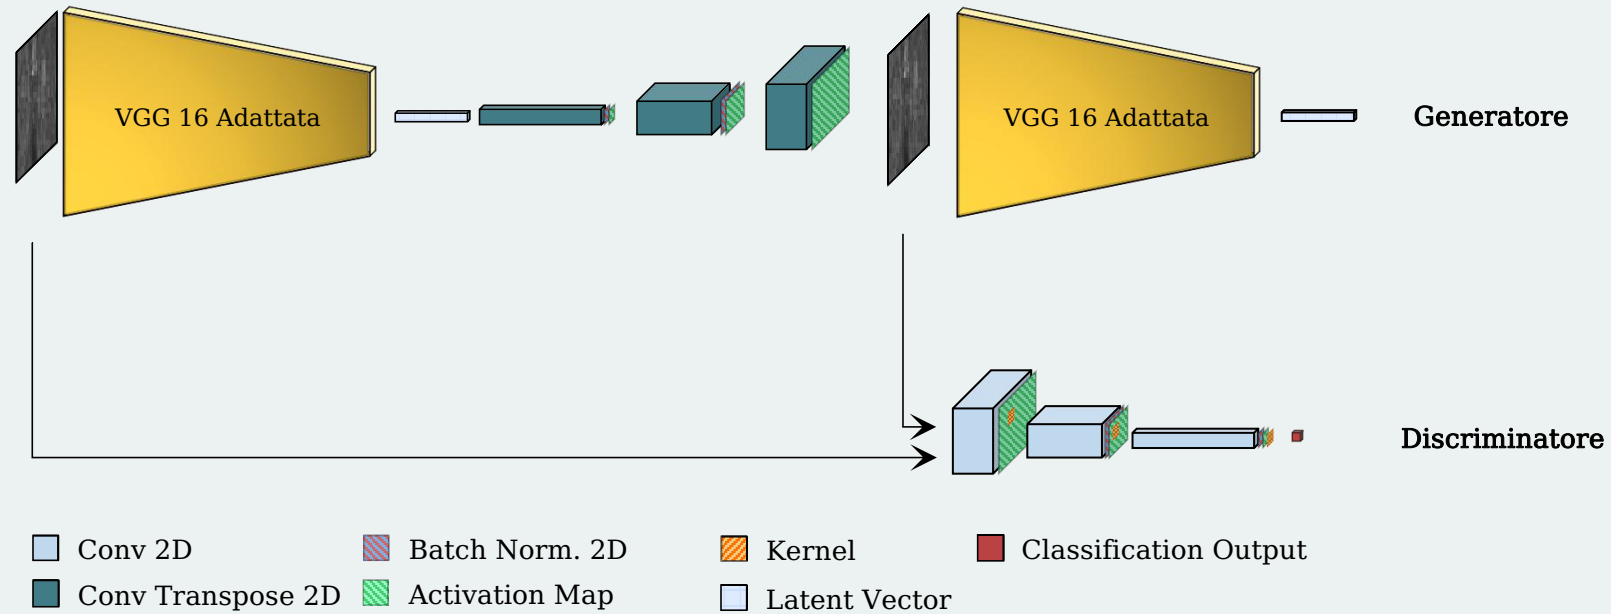 VGG 16 Adattata
VGG 16 Adattata
Generatore
Discriminatore
Conv 2D
Batch Norm. 2D
Kernel
Classification Output
Conv Transpose 2D
Activation Map
Latent Vector